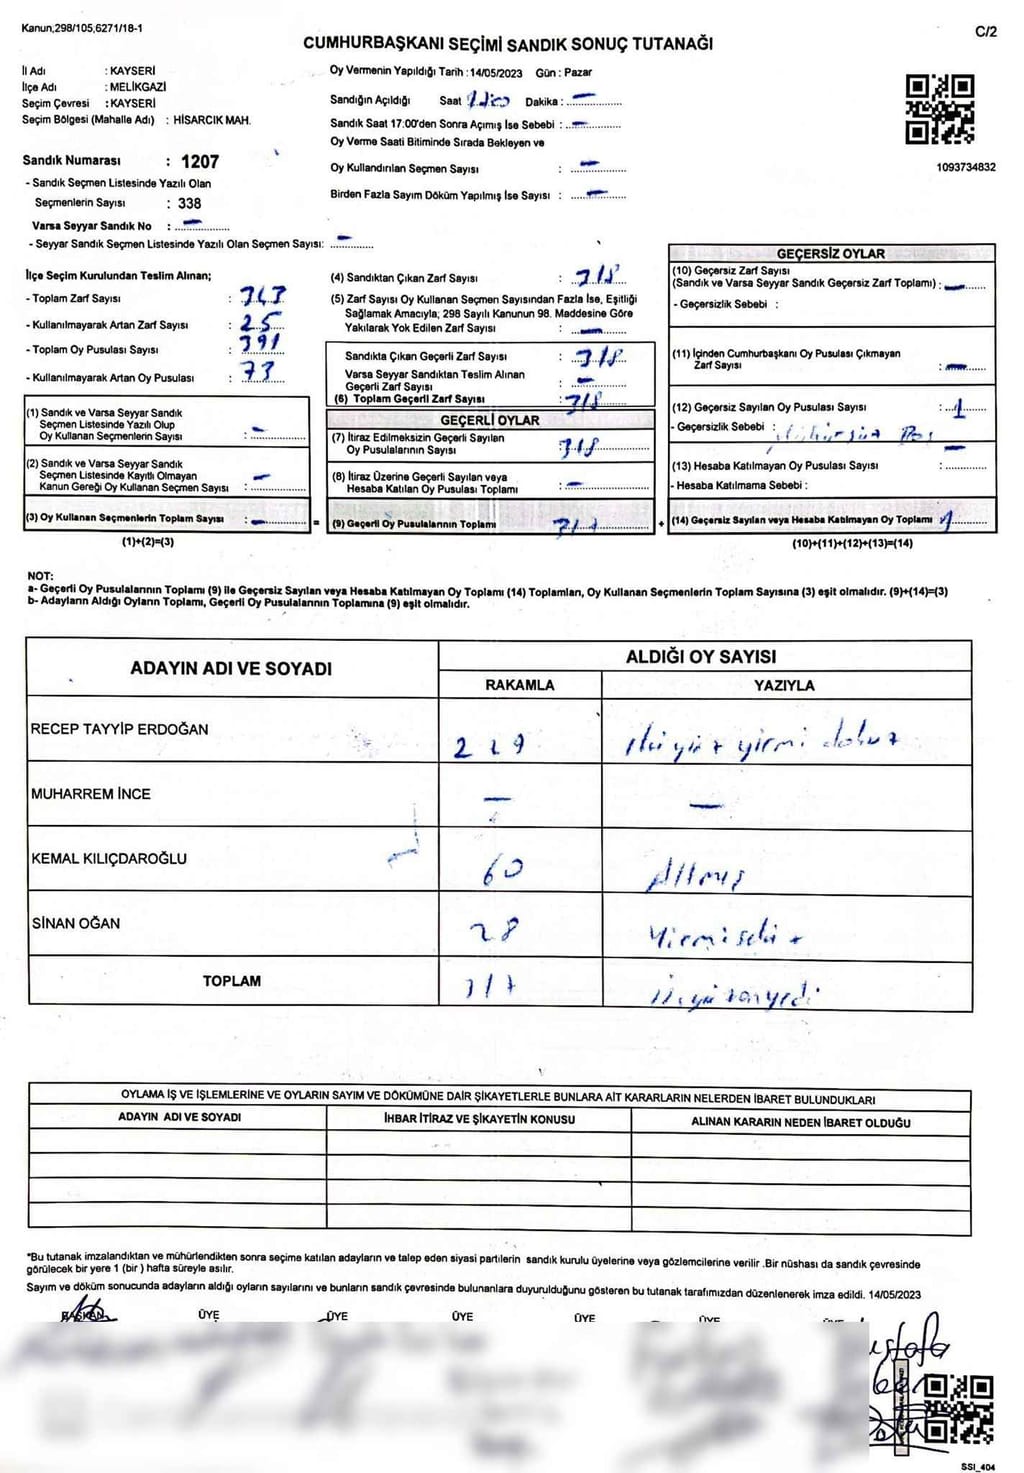 Kanun;298/105,6271/18-1
C/2
CUMHURBAŞKANI SEÇİMİ SANDIK SONUÇ TUTANAĞI
İl Adı : KAYSERİ
İlçe Adı : MELİKGAZİ
Seçim Çevresi : KAYSERİ
Seçim Bölgesi (Mahalle Adı) : HİSARCIK MAH.
Sandık Numarası : 1207
- Sandık Seçmen Listesinde Yazılı Olan
Seçmenlerin Sayısı : 338
Varsa Seyyar Sandık No : –
- Seyyar Sandık Seçmen Listesinde Yazılı Olan Seçmen Sayısı: –
Oy Vermenin Yapıldığı Tarih : 14/05/2023 Gün : Pazar
Sandığın Açıldığı Saat Dakika : –
Sandık Saat 17:00'den Sonra Açımış İse Sebebi : –
Oy Verme Saati Bitiminde Sırada Bekleyen ve
Oy Kullandırılan Seçmen Sayısı : –
Birden Fazla Sayım Döküm Yapılmış İse Sayısı : –
1093734832
İlçe Seçim Kurulundan Teslim Alınan;
- Toplam Zarf Sayısı : 343
- Kullanılmayarak Artan Zarf Sayısı : 25
- Toplam Oy Pusulası Sayısı : 391
- Kullanılmayarak Artan Oy Pusulası : 73
(1) Sandık ve Varsa Seyyar Sandık
Seçmen Listesinde Yazılı Olup
Oy Kullanan Seçmenlerin Sayısı : –
(2) Sandık ve Varsa Seyyar Sandık
Seçmen Listesinde Kayıtlı Olmayan
Kanun Gereği Oy Kullanan Seçmen Sayısı : –
(3) Oy Kullanan Seçmenlerin Toplam Sayısı : –
(1)+(2)=(3)
=
(4) Sandıktan Çıkan Zarf Sayısı : 318
(5) Zarf Sayısı Oy Kullanan Seçmen Sayısından Fazla İse, Eşitliği
Sağlamak Amacıyla; 298 Sayılı Kanunun 98. Maddesine Göre
Yakılarak Yok Edilen Zarf Sayısı : –
Sandıkta Çıkan Geçerli Zarf Sayısı : 318
Varsa Seyyar Sandıktan Teslim Alınan
Geçerli Zarf Sayısı : –
(6) Toplam Geçerli Zarf Sayısı : 318
GEÇERLİ OYLAR
(7) İtiraz Edilmeksizin Geçerli Sayılan
Oy Pusulalarının Sayısı : 318
(8) İtiraz Üzerine Geçerli Sayılan veya
Hesaba Katılan Oy Pusulası Toplamı : –
(9) Geçerli Oy Pusulalarının Toplamı 317
+
GEÇERSİZ OYLAR
(10) Geçersiz Zarf Sayısı
(Sandık ve Varsa Seyyar Sandık Geçersiz Zarf Toplamı) : –
- Geçersizlik Sebebi :
(11) İçinden Cumhurbaşkanı Oy Pusulası Çıkmayan
Zarf Sayısı : –
(12) Geçersiz Sayılan Oy Pusulası Sayısı : 1
- Geçersizlik Sebebi :
(13) Hesaba Katılmayan Oy Pusulası Sayısı : –
- Hesaba Katılmama Sebebi :
(14) Geçersiz Sayılan veya Hesaba Katılmayan Oy Toplamı 1
(10)+(11)+(12)+(13)=(14)
NOT:
a- Geçerli Oy Pusulalarının Toplamı (9) ile Geçersiz Sayılan veya Hesaba Katılmayan Oy Toplamı (14) Toplamları, Oy Kullanan Seçmenlerin Toplam Sayısına (3) eşit olmalıdır. (9)+(14)=(3)
b- Adayların Aldığı Oyların Toplamı, Geçerli Oy Pusulalarının Toplamına (9) eşit olmalıdır.
ADAYIN ADI VE SOYADI
ALDIĞI OY SAYISI
RAKAMLA
YAZIYLA
RECEP TAYYİP ERDOĞAN 229 İkiyüz yirmi dokuz
MUHARREM İNCE – –
KEMAL KILIÇDAROĞLU 60 Altmış
SİNAN OĞAN 28 Yirmi sekiz
TOPLAM 317 Üçyüz onyedi
OYLAMA İŞ VE İŞLEMLERİNE VE OYLARIN SAYIM VE DÖKÜMÜNE DAİR ŞİKAYETLERLE BUNLARA AİT KARARLARIN NELERDEN İBARET BULUNDUKLARI
ADAYIN ADI VE SOYADI
İHBAR İTİRAZ VE ŞİKAYETİN KONUSU
ALINAN KARARIN NEDEN İBARET OLDUĞU
*Bu tutanak imzalandıktan ve mühürlendikten sonra seçime katılan adayların ve talep eden siyasi partilerin sandık kurulu üyelerine veya gözlemcilerine verilir .Bir nüshası da sandık çevresinde
görülecek bir yere 1 (bir ) hafta süreyle asılır.
Sayım ve döküm sonucunda adayların aldığı oyların sayılarını ve bunların sandık çevresinde bulunanlara duyurulduğunu gösteren bu tutanak tarafımızdan düzenlenerek imza edildi. 14/05/2023
BAŞKAN ÜYE ÜYE ÜYE ÜYE ÜYE
SSI_404